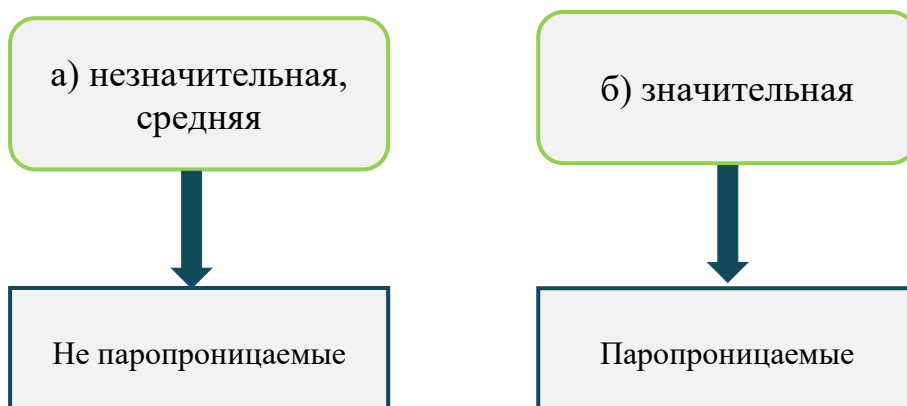 а) незначительная,
средняя
б) значительная
Не паропроницаемые
Паропроницаемые